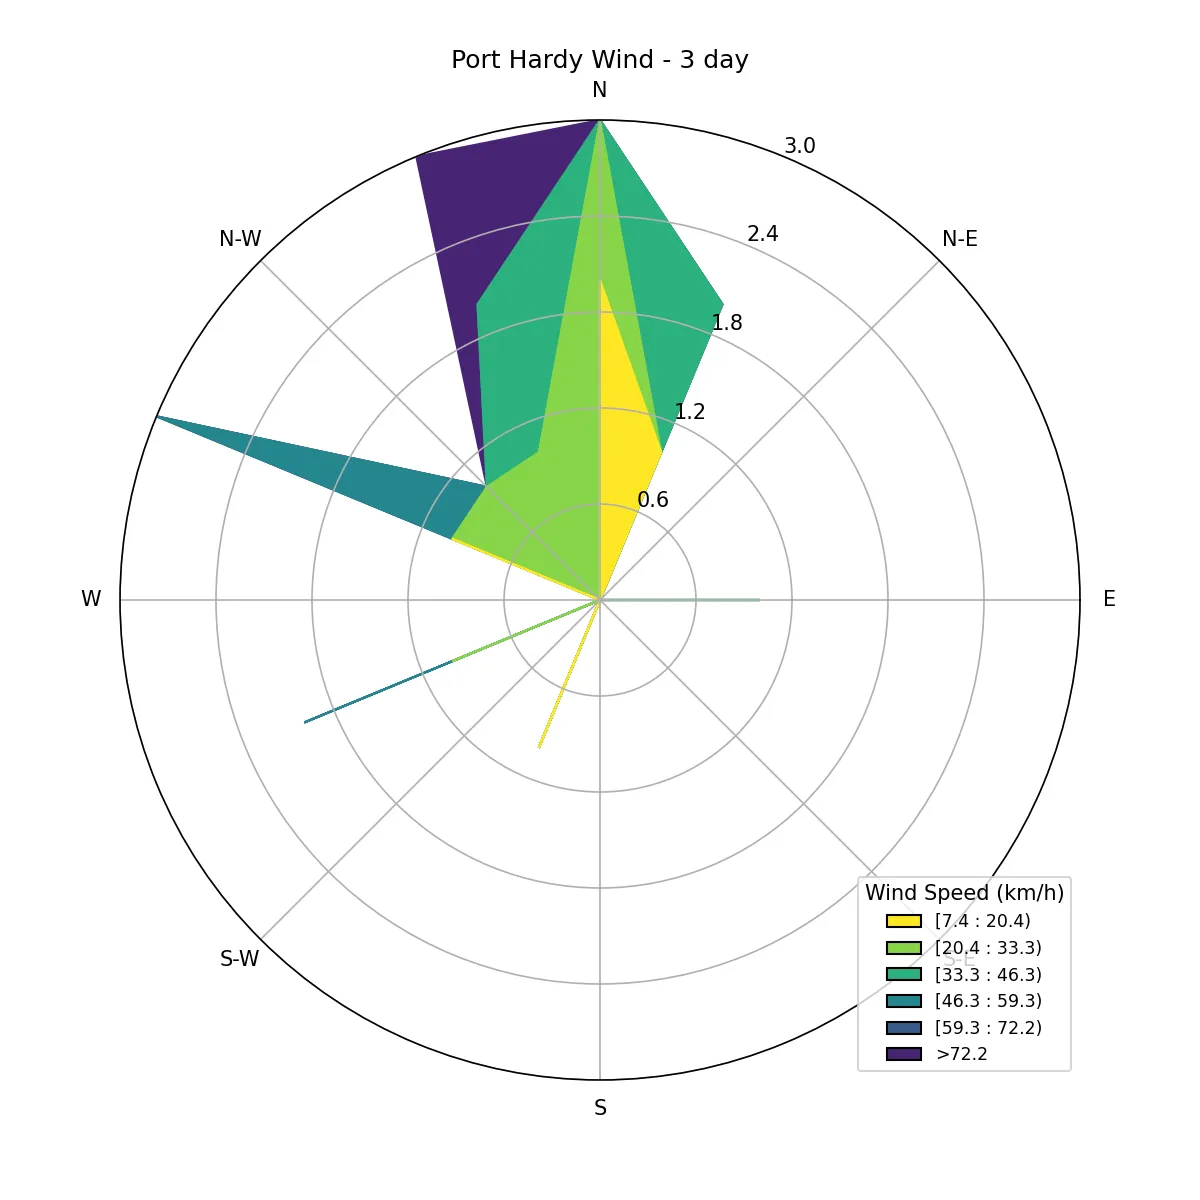 Port Hardy Wind - 3 day
N
3.0
N-W
2.4
N-E
1.8
1.2
0.6
W
E
Wind Speed (km/h)
[7.4 : 20.4)
[20.4 : 33.3)
S-W
S-E
[33.3 : 46.3)
[46.3 : 59.3)
[59.3 : 72.2)
>72.2
S